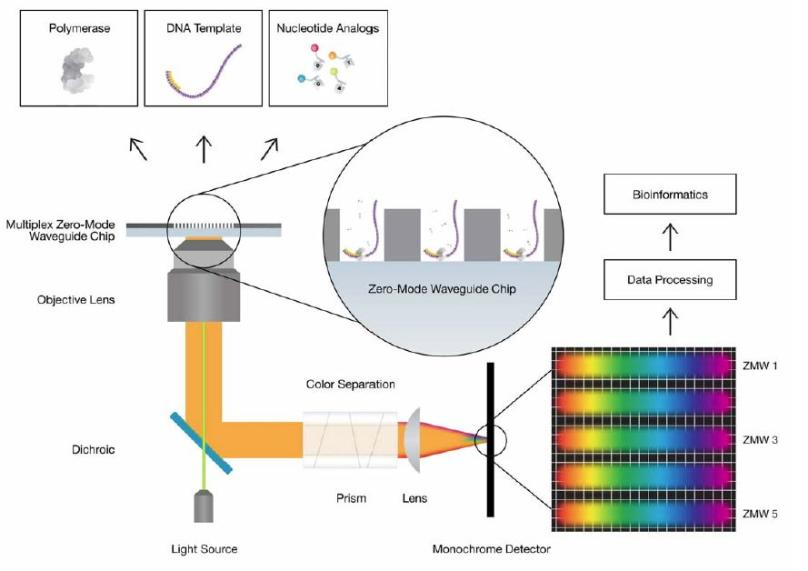 Polymerase
DNA Template
Nucleotide Analogs
Multiplex Zero-Mode
Waveguide Chip
Objective Lens
Zero-Mode Waveguide Chip
Bioinformatics
Data Processing
Color Separation
ZMW 1
ZMW 3
ZMW 5
Dichroic
Prism
Lens
Light Source
Monochrome Detector